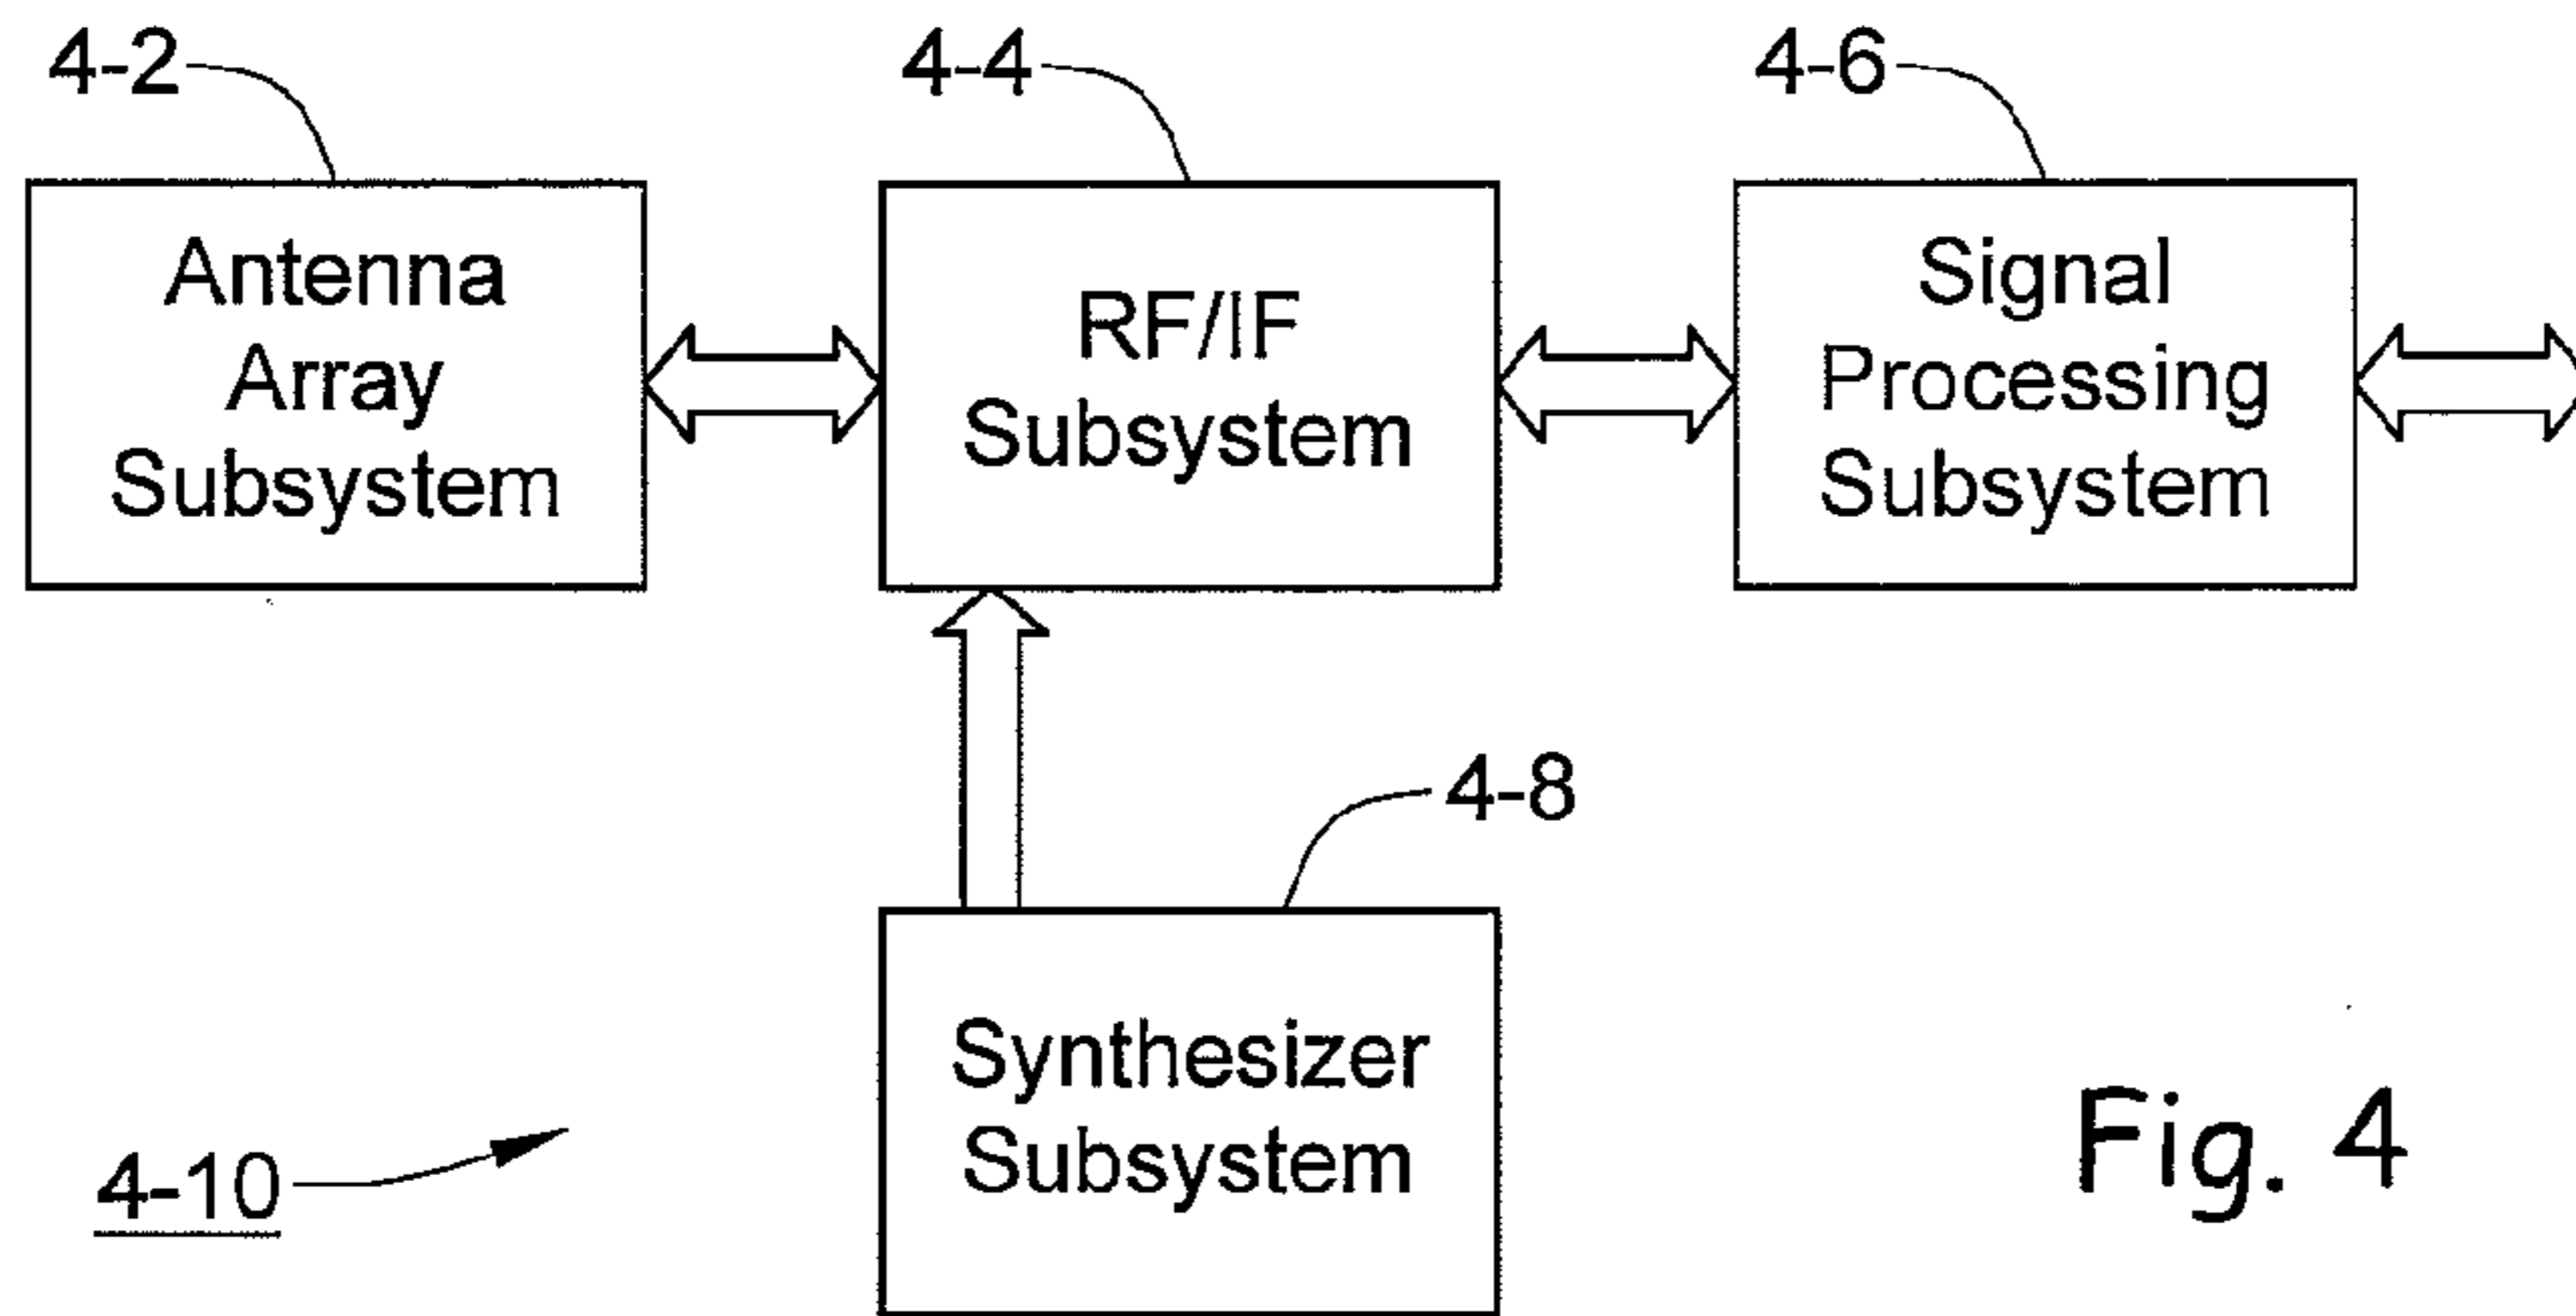 4-2
4-4
4-6
Antenna
Array
Subsystem
RF/IF
Subsystem
Signal
Processing
Subsystem
4-8
Synthesizer
Subsystem
4-10
Fig. 4